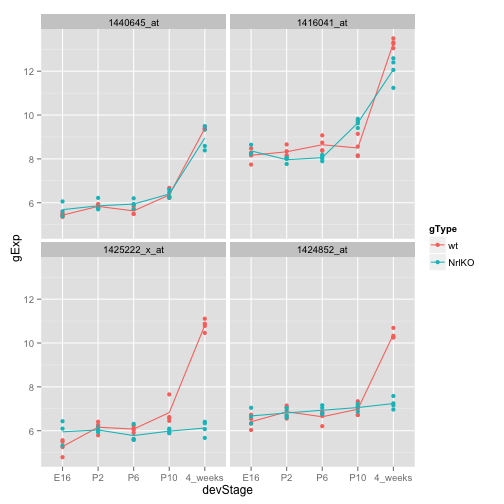 1440645_at 1416041_at
12
10
8
6
gExp
1425222_x_at 1424852_at
12
10
8
6
E16 P2 P6 P10 4_weeks E16 P2 P6 P10 4_weeks
devStage
gType
wt
NrlKO